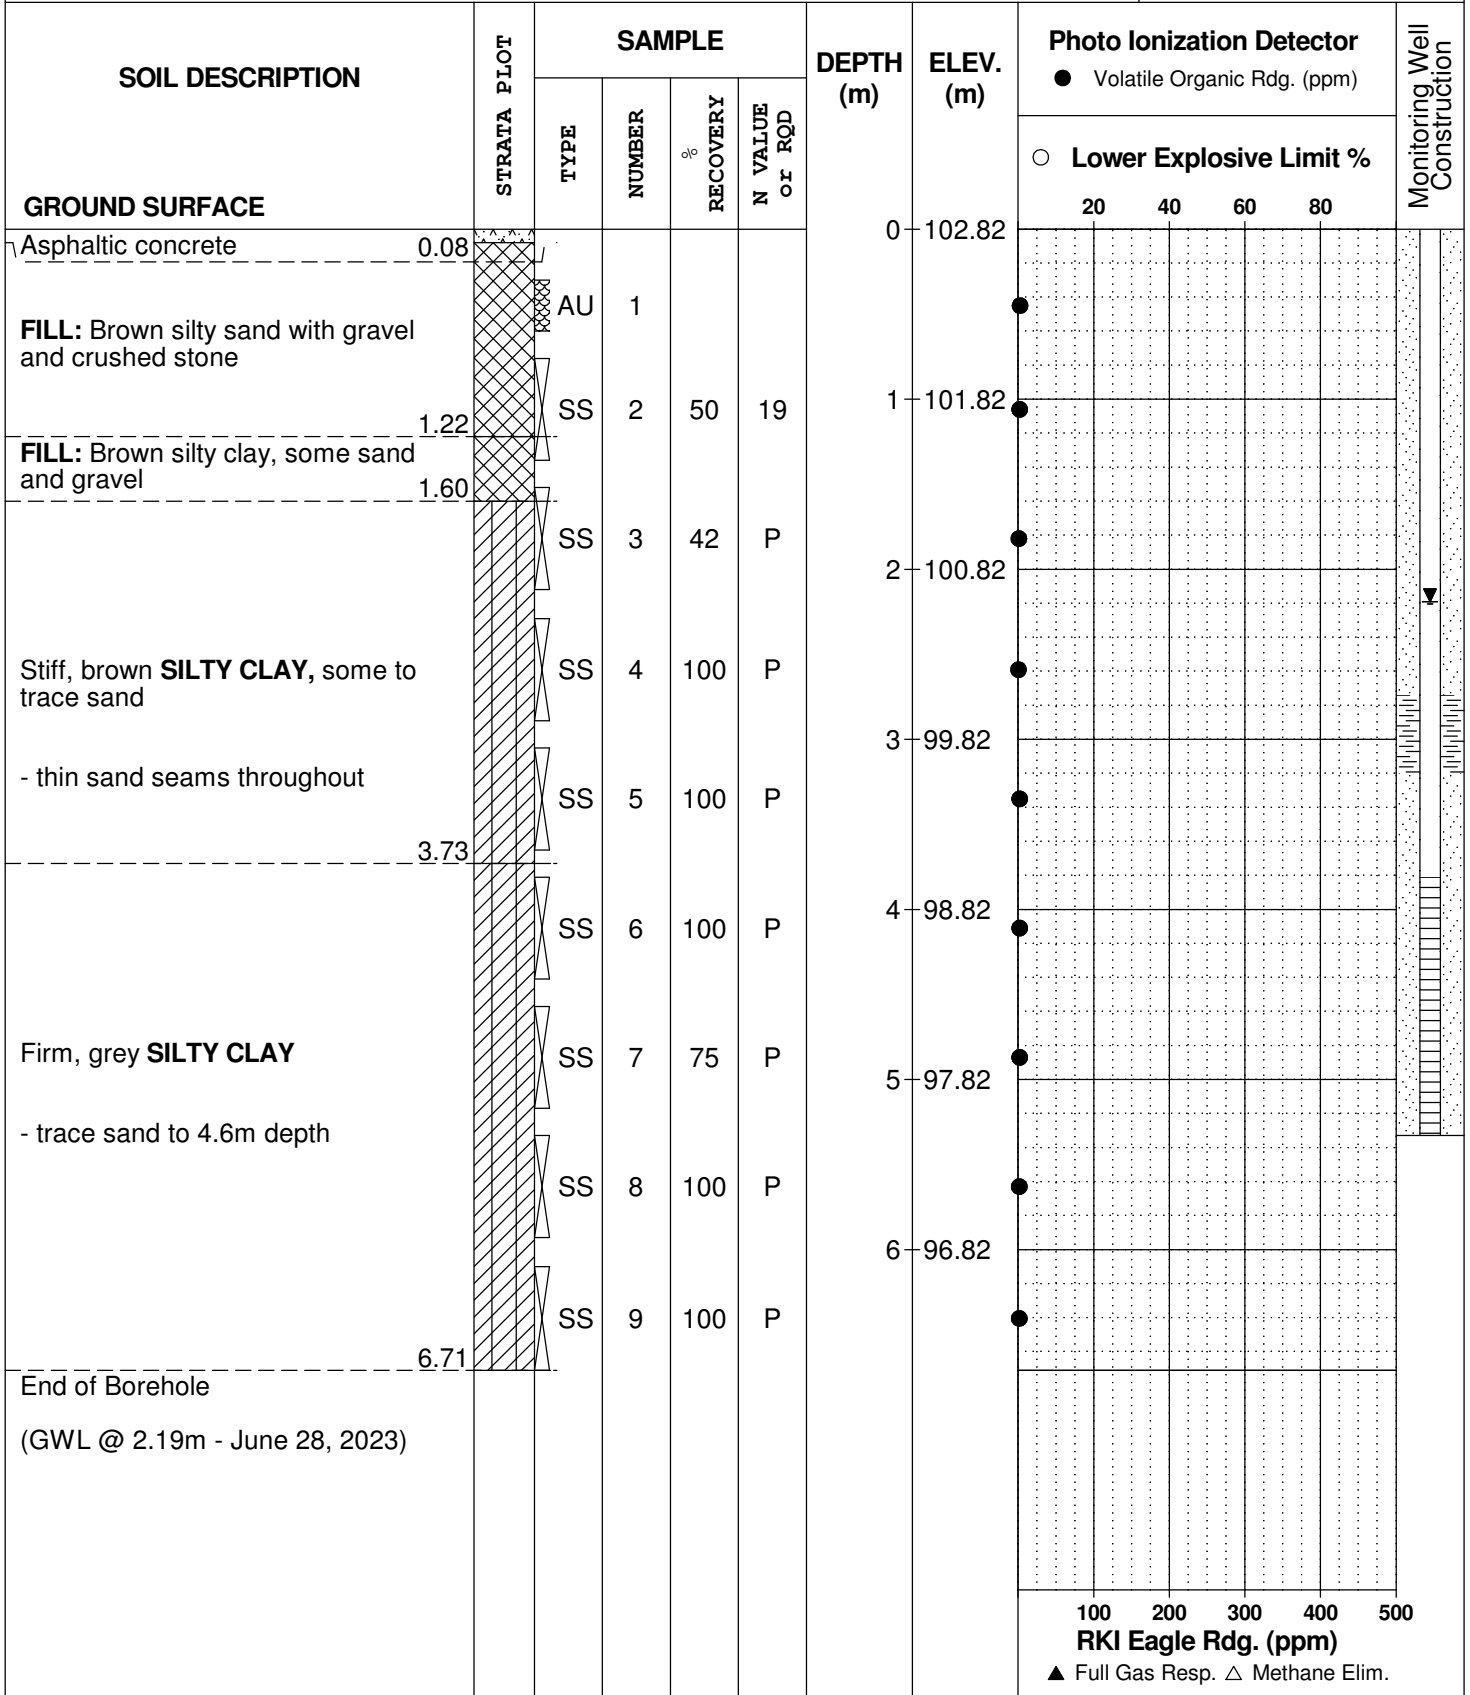 SOIL DESCRIPTION
GROUND SURFACE
STRATA PLOT
SAMPLE
TYPE
NUMBER
%
RECOVERY
N VALUE
or RQD
DEPTH
(m)
ELEV.
(m)
Photo Ionization Detector
● Volatile Organic Rdg. (ppm)
○ Lower Explosive Limit %
20 40 60 80
Monitoring Well
Construction
0 102.82
Asphaltic concrete 0.08
AU 1
FILL: Brown silty sand with gravel
and crushed stone
1 101.82
SS 2 50 19
1.22
FILL: Brown silty clay, some sand
and gravel
1.60
SS 3 42 P
2 100.82
Stiff, brown SILTY CLAY, some to
trace sand
SS 4 100 P
3 99.82
- thin sand seams throughout
SS 5 100 P
3.73
4 98.82
SS 6 100 P
Firm, grey SILTY CLAY
SS 7 75 P
5 97.82
- trace sand to 4.6m depth
SS 8 100 P
6 96.82
SS 9 100 P
6.71
End of Borehole
(GWL @ 2.19m - June 28, 2023)
100 200 300 400 500
RKI Eagle Rdg. (ppm)
▲ Full Gas Resp. △ Methane Elim.